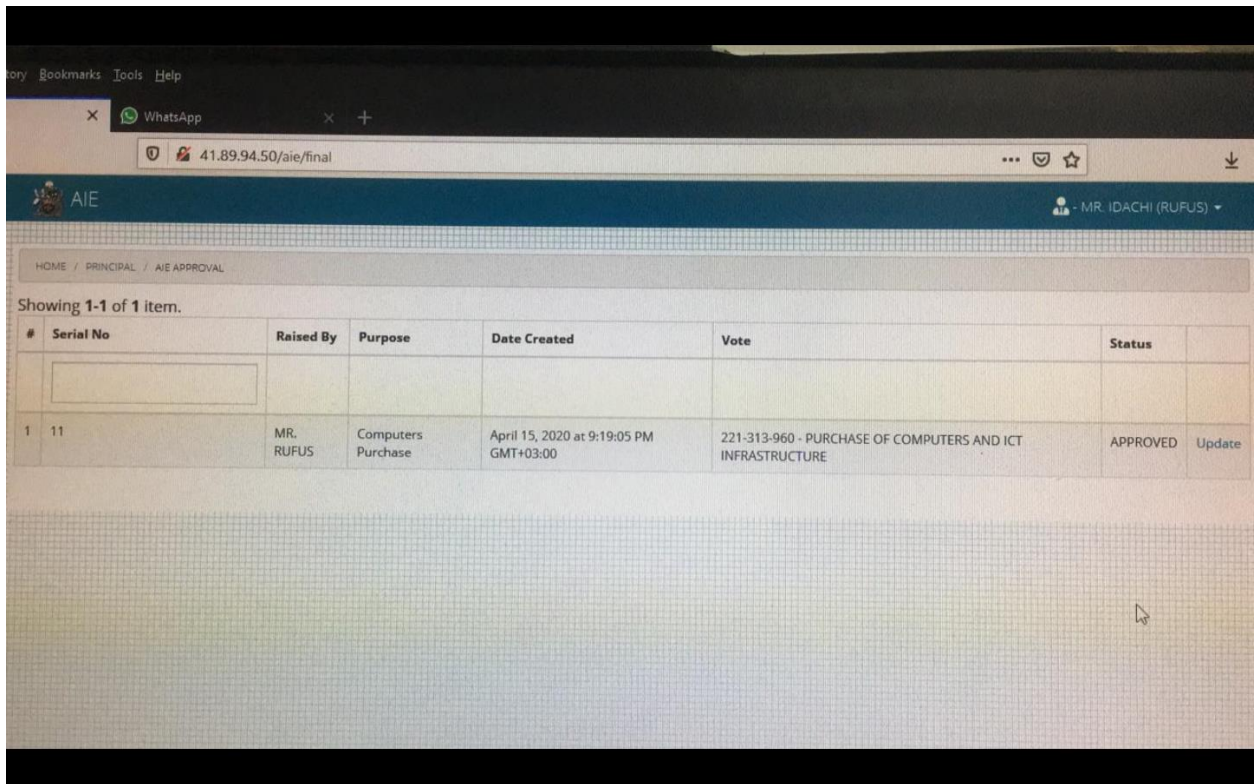 tory Bookmarks Tools Help
WhatsApp
41.89.94.50/aie/final
AIE
- MR. IDACHI (RUFUS)
HOME / PRINCIPAL / AIE APPROVAL
Showing 1-1 of 1 item.
# Serial No Raised By Purpose Date Created Vote Status
1 11 MR. RUFUS Computers Purchase April 15, 2020 at 9:19:05 PM GMT+03:00 221-313-960 - PURCHASE OF COMPUTERS AND ICT INFRASTRUCTURE APPROVED Update